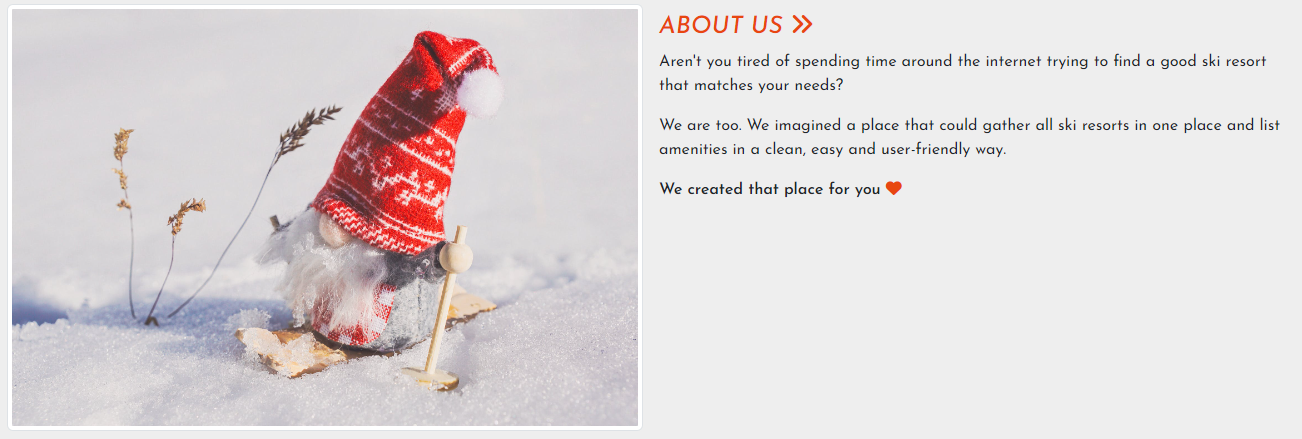 ABOUT US
Aren't you tired of spending time around the internet trying to find a good ski resort
that matches your needs?
We are too. We imagined a place that could gather all ski resorts in one place and list
amenities in a clean, easy and user-friendly way.
We created that place for you